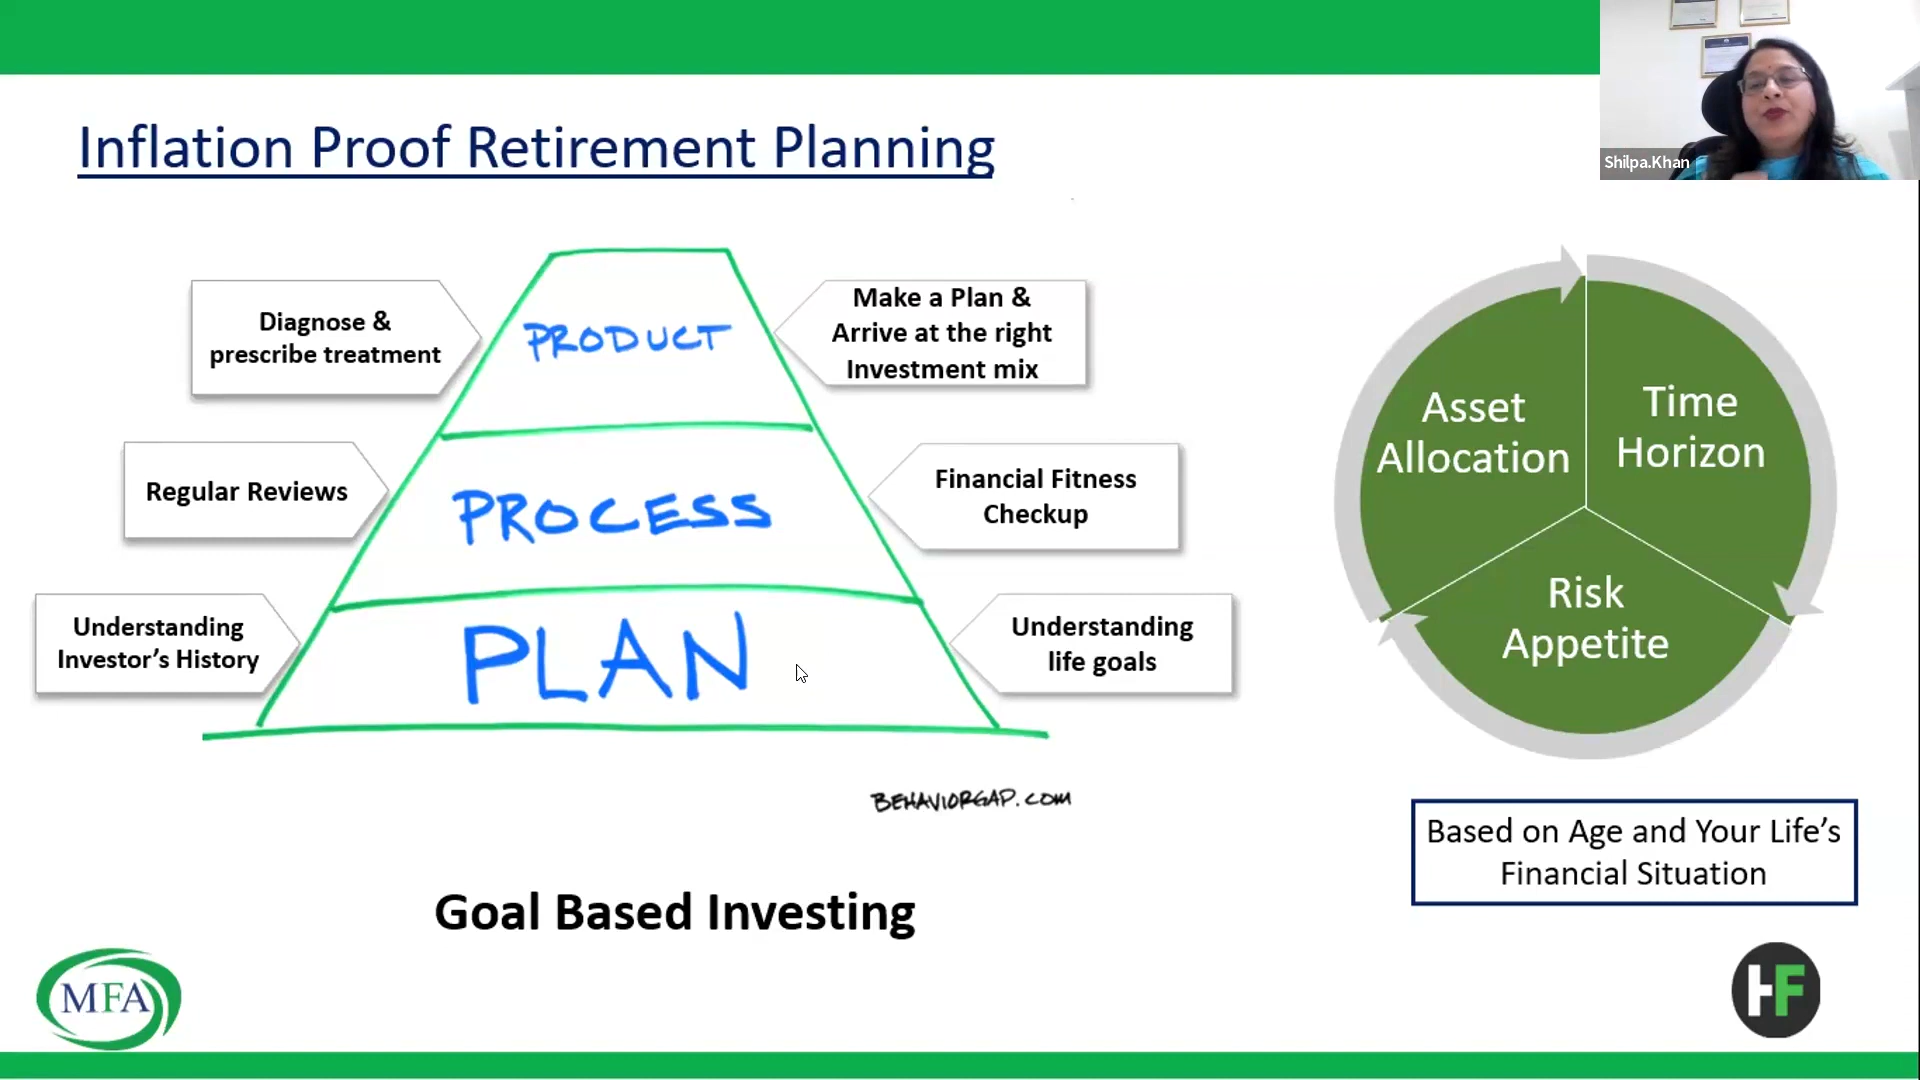 Shilpa.Khan
Inflation Proof Retirement Planning
Diagnose &
prescribe treatment
PRODUCT
Make a Plan &
Arrive at the right
Investment mix
Regular Reviews
PROCESS
Financial Fitness
Checkup
Understanding
Investor’s History
PLAN
Understanding
life goals
BEHAVIORGAP.COM
Goal Based Investing
Asset
Allocation
Time
Horizon
Risk
Appetite
Based on Age and Your Life’s
Financial Situation
MFA
HF